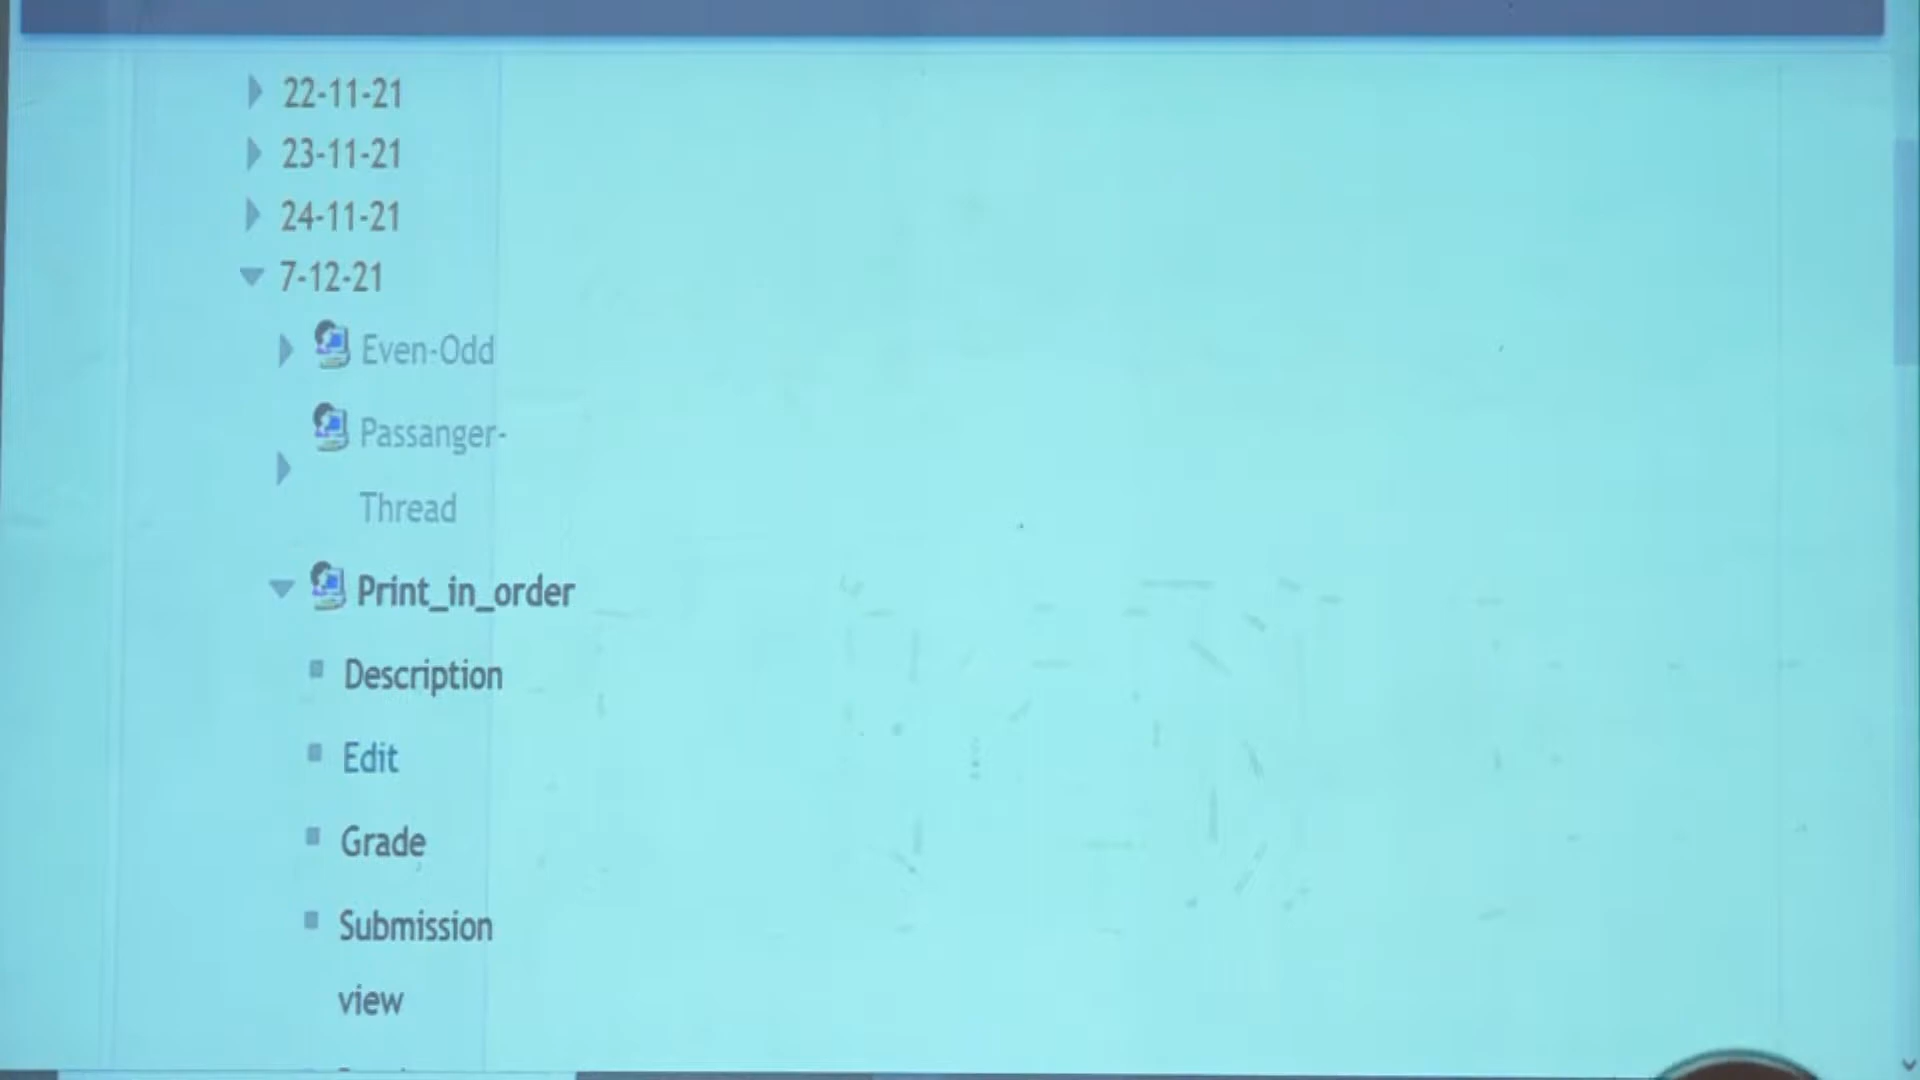 22-11-21
23-11-21
24-11-21
7-12-21
Even-Odd
Passanger-
Thread
Print_in_order
Description
Edit
Grade
Submission
view